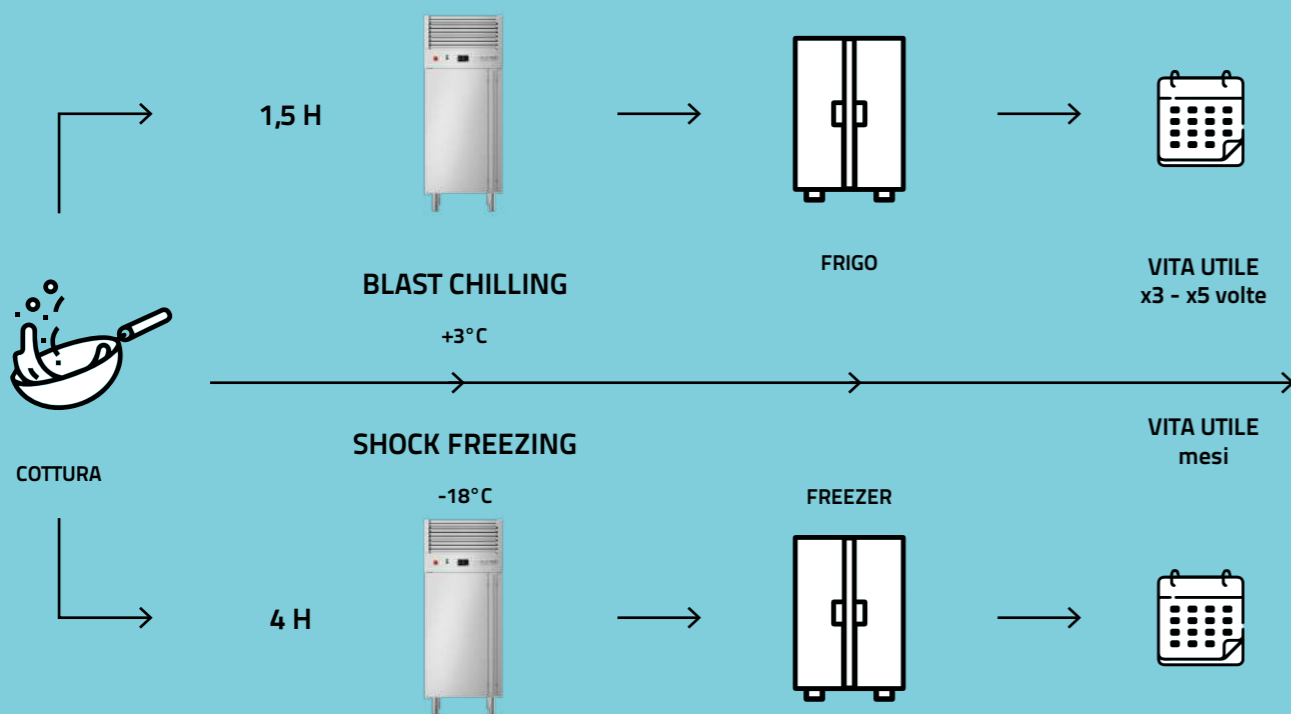 1,5 H
FRIGO
VITA UTILE
x3 - x5 volte
BLAST CHILLING
+3°C
COTTURA
SHOCK FREEZING
-18°C
FREEZER
VITA UTILE
mesi
4 H